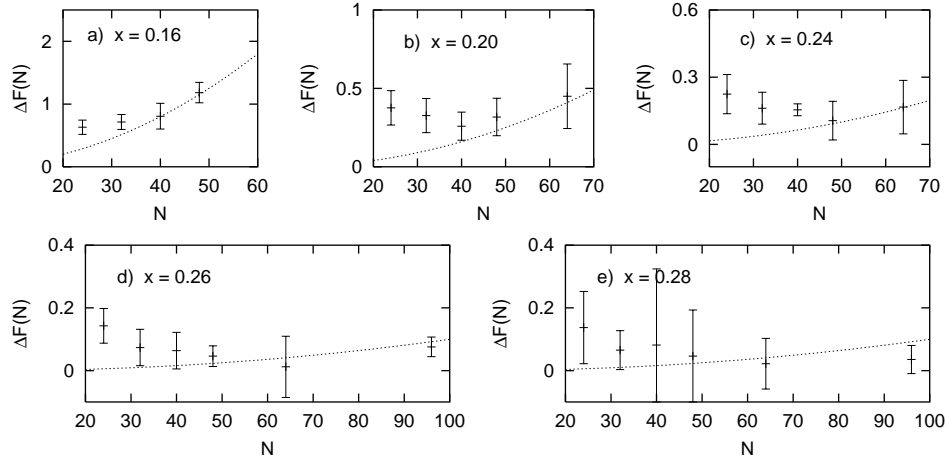 a) x = 0.16
ΔF(N)
2
1
0
20 30 40 50 60
N
b) x = 0.20
ΔF(N)
1
0.5
0
20 30 40 50 60 70
N
c) x = 0.24
ΔF(N)
0.6
0.3
0
20 30 40 50 60 70
N
d) x = 0.26
ΔF(N)
0.4
0.2
0
20 30 40 50 60 70 80 90 100
N
e) x = 0.28
ΔF(N)
0.4
0.2
0
20 30 40 50 60 70 80 90 100
N